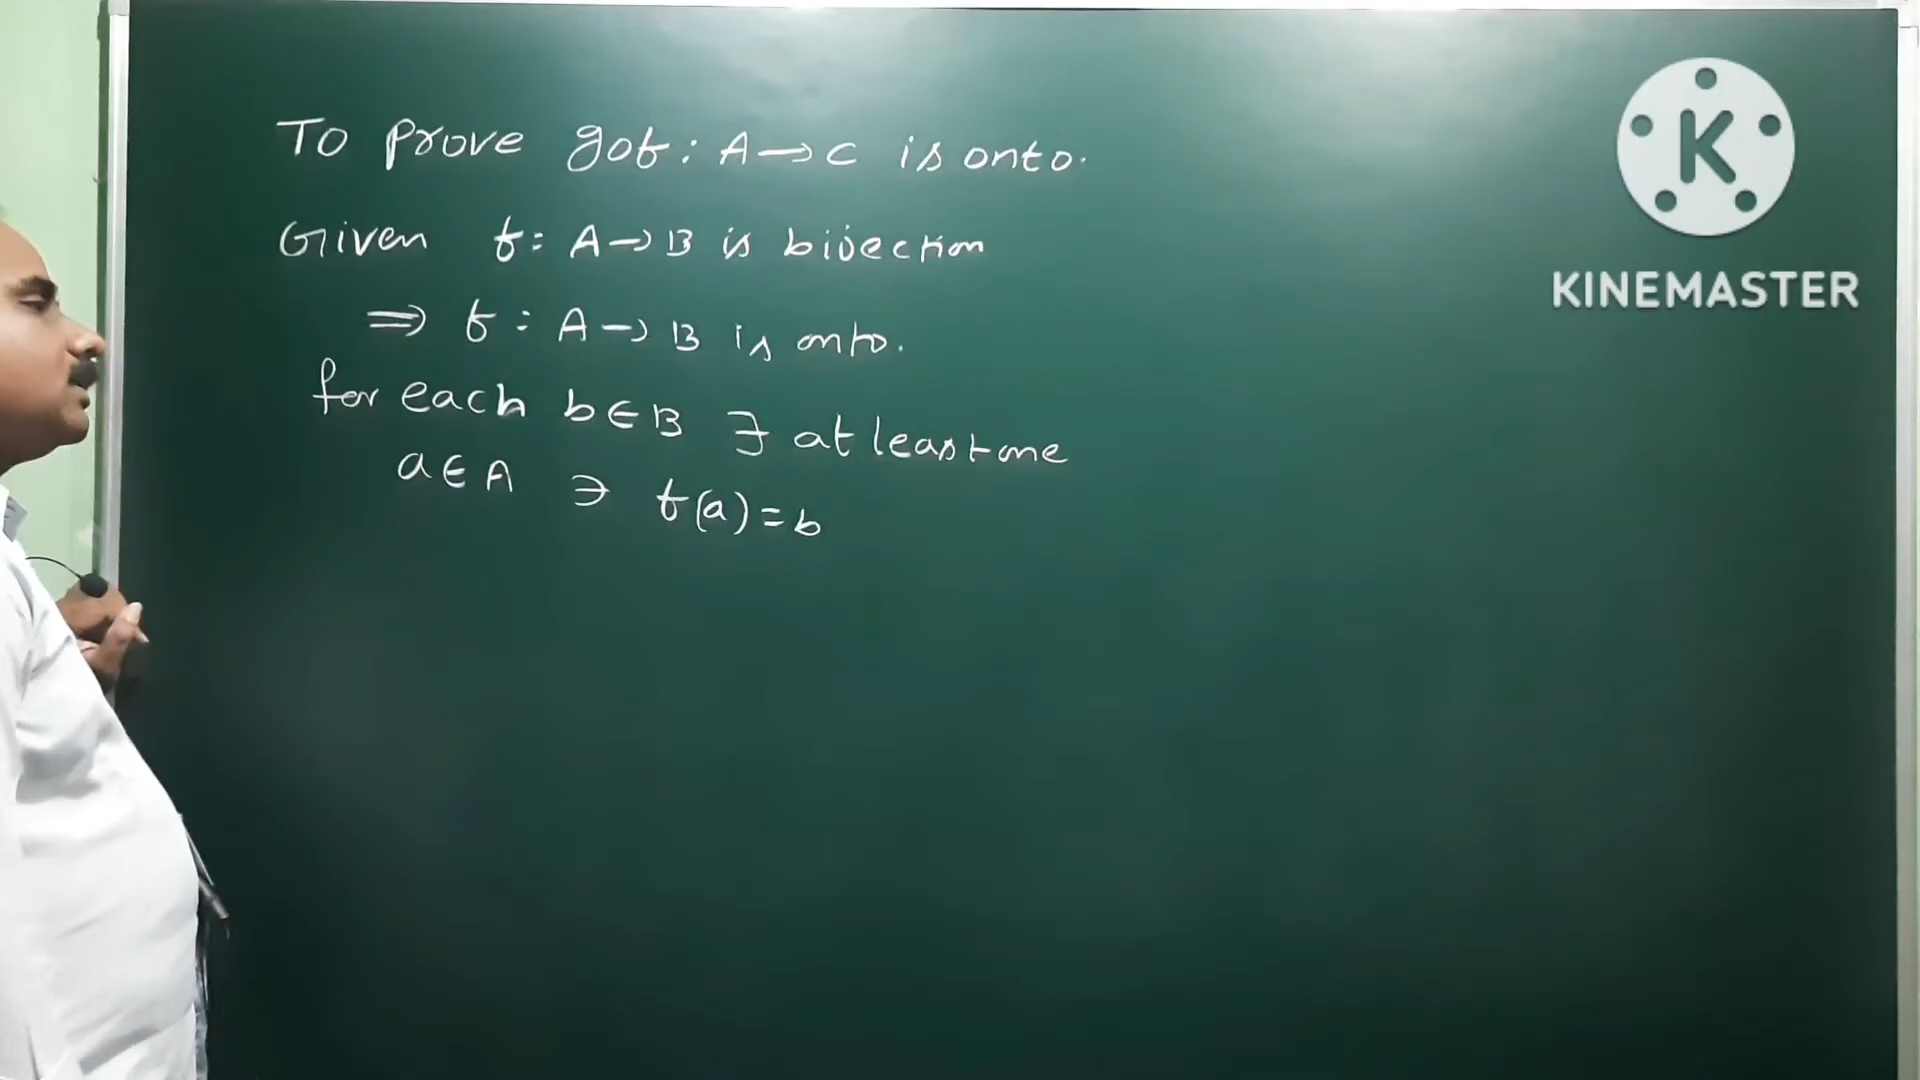 To prove gof : A → C is onto.
Given f : A → B is bijection
⇒ f : A → B is onto.
for each b ∈ B ∃ at least one
a ∈ A ∋ f(a) = b
K
KINEMASTER